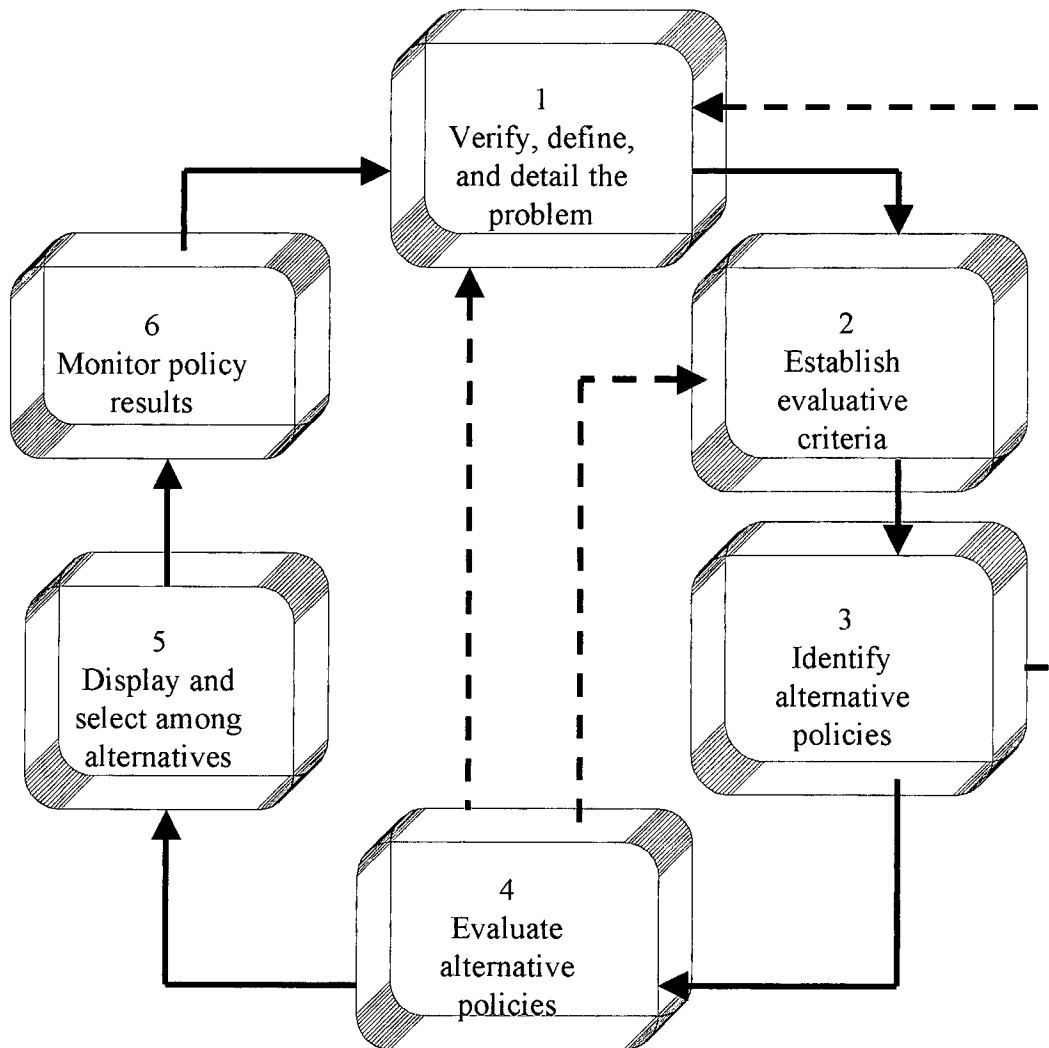 1
Verify, define,
and detail the
problem
2
Establish
evaluative
criteria
3
Identify
alternative
policies
4
Evaluate
alternative
policies
5
Display and
select among
alternatives
6
Monitor policy
results